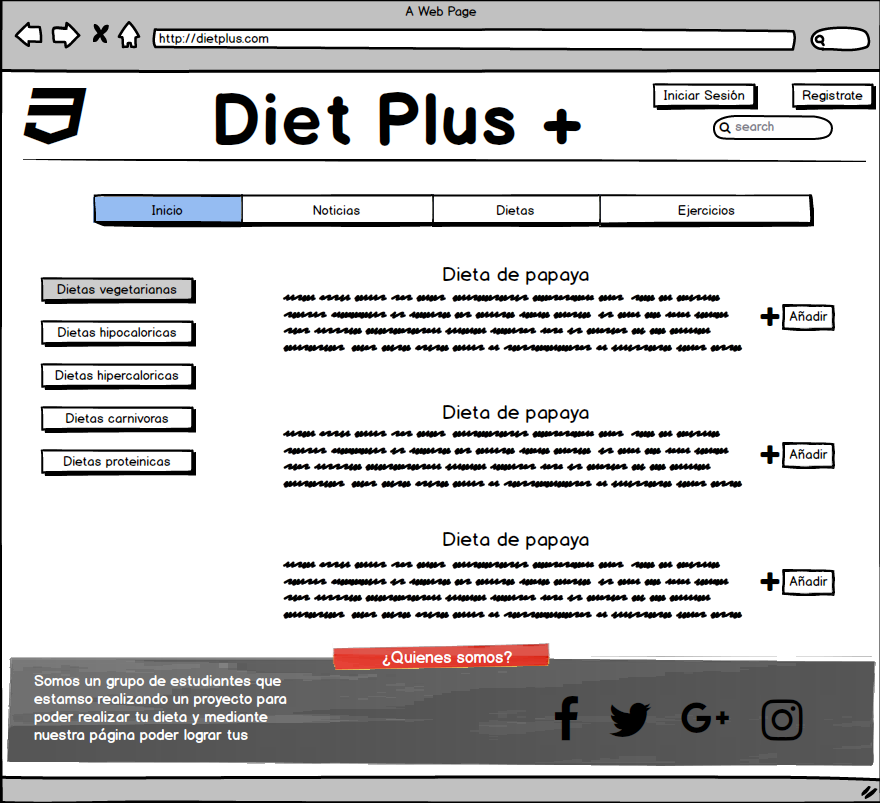 A Web Page
http://dietplus.com
Diet Plus +
Iniciar Sesión
Registrate
search
Inicio
Noticias
Dietas
Ejercicios
Dietas vegetarianas
Dietas hipocaloricas
Dietas hipercaloricas
Dietas carnivoras
Dietas proteinicas
Dieta de papaya
Añadir
Dieta de papaya
Añadir
Dieta de papaya
Añadir
¿Quienes somos?
Somos un grupo de estudiantes que
estamso realizando un proyecto para
poder realizar tu dieta y mediante
nuestra página poder lograr tus